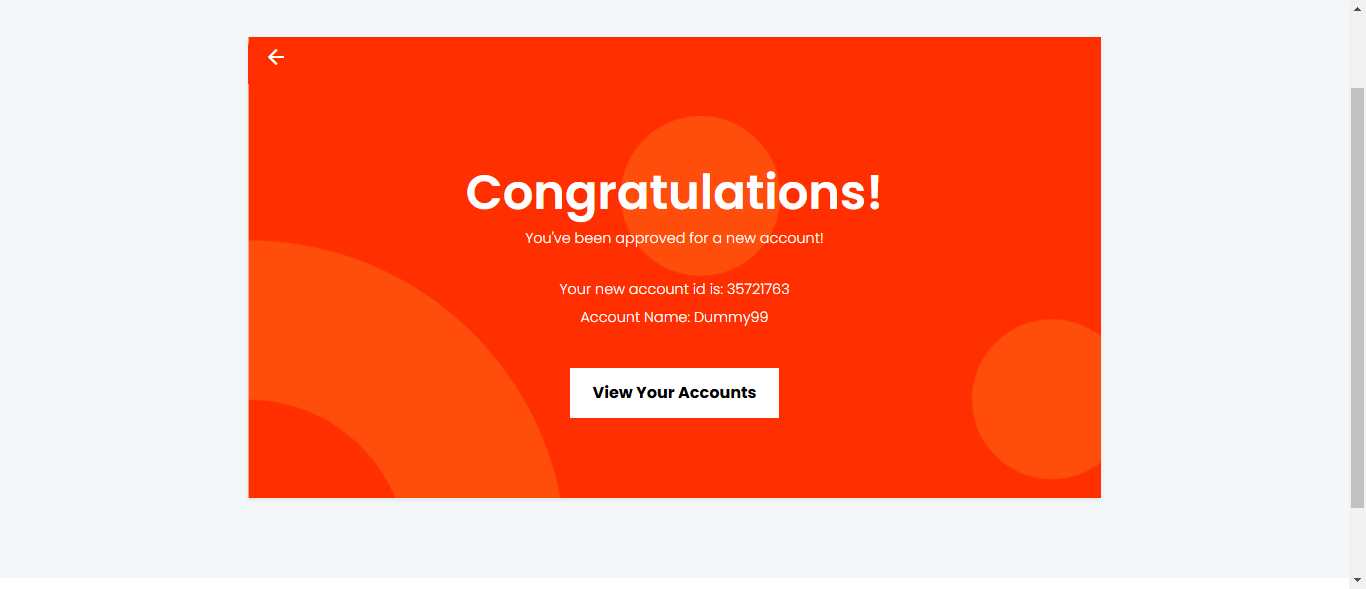 Congratulations!
You've been approved for a new account!
Your new account id is: 35721763
Account Name: Dummy99
View Your Accounts